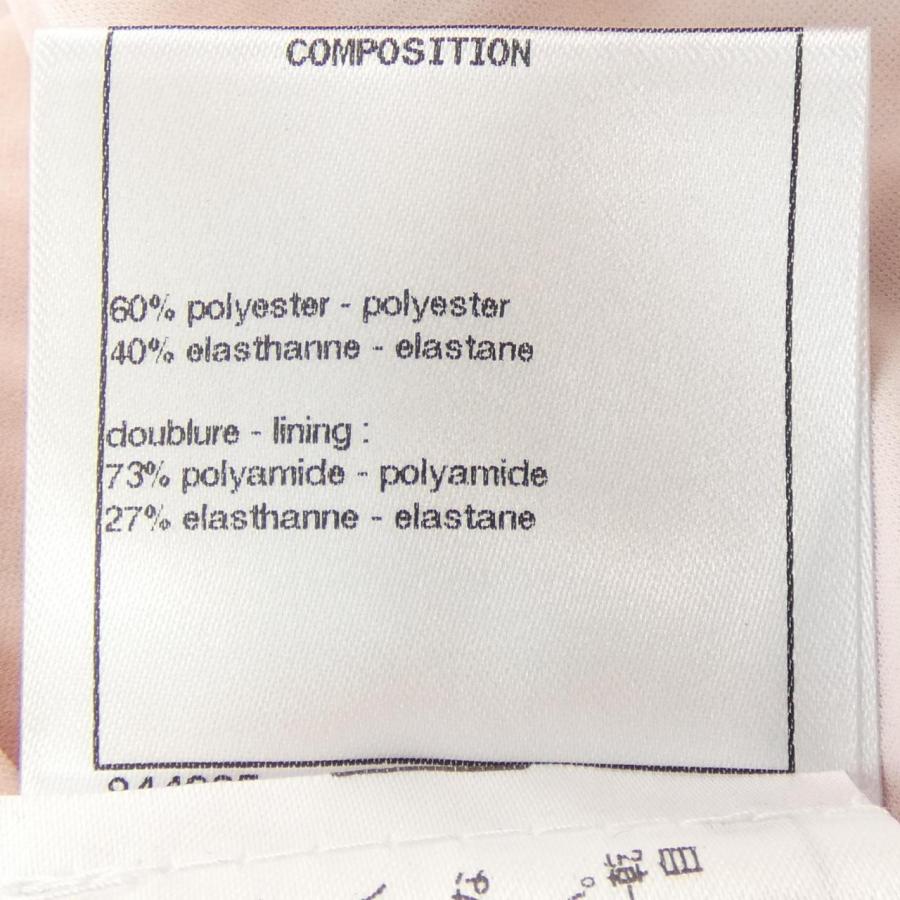 COMPOSITION
60% polyester - polyester
40% elasthanne - elastane
doublure - lining :
73% polyamide - polyamide
27% elasthanne - elastane